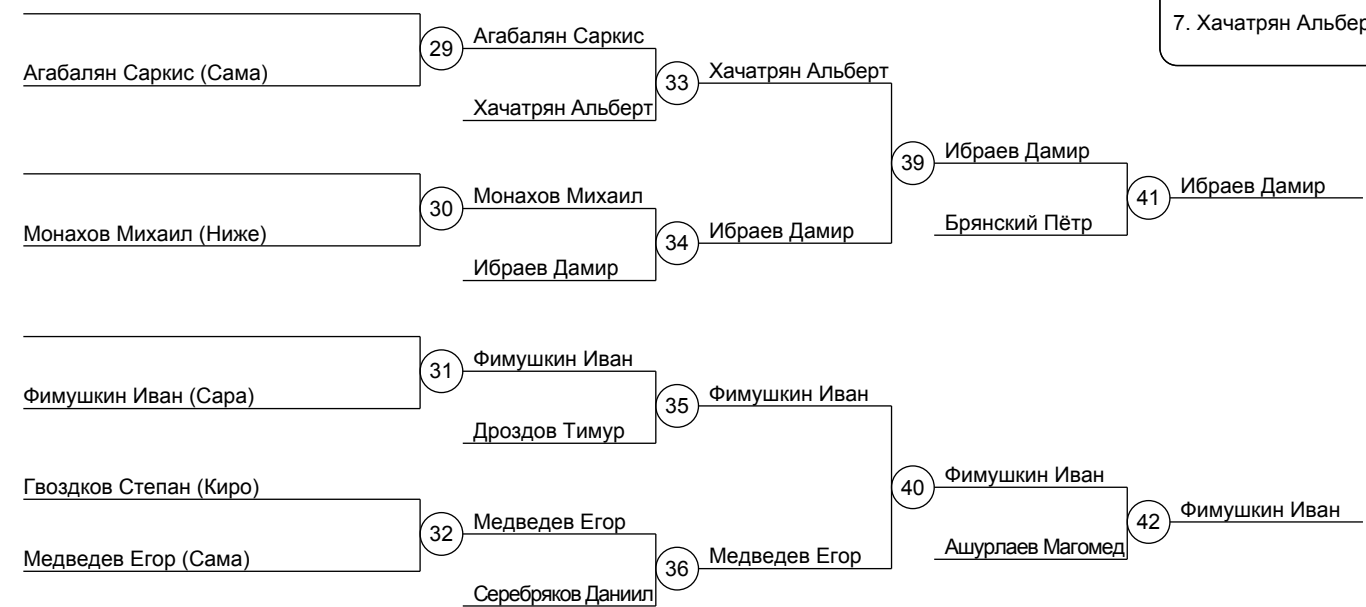 7. Хачатрян Альбер
29
Агабалян Саркис
Агабалян Саркис (Сама)
33
Хачатрян Альберт
Хачатрян Альберт
39
Ибраев Дамир
30
Монахов Михаил
41
Ибраев Дамир
Монахов Михаил (Ниже)
34
Ибраев Дамир
Брянский Пётр
Ибраев Дамир
31
Фимушкин Иван
Фимушкин Иван (Сара)
35
Фимушкин Иван
Дроздов Тимур
Гвоздков Степан (Киро)
40
Фимушкин Иван
32
Медведев Егор
42
Фимушкин Иван
Медведев Егор (Сама)
36
Медведев Егор
Ашурлаев Магомед
Серебряков Даниил